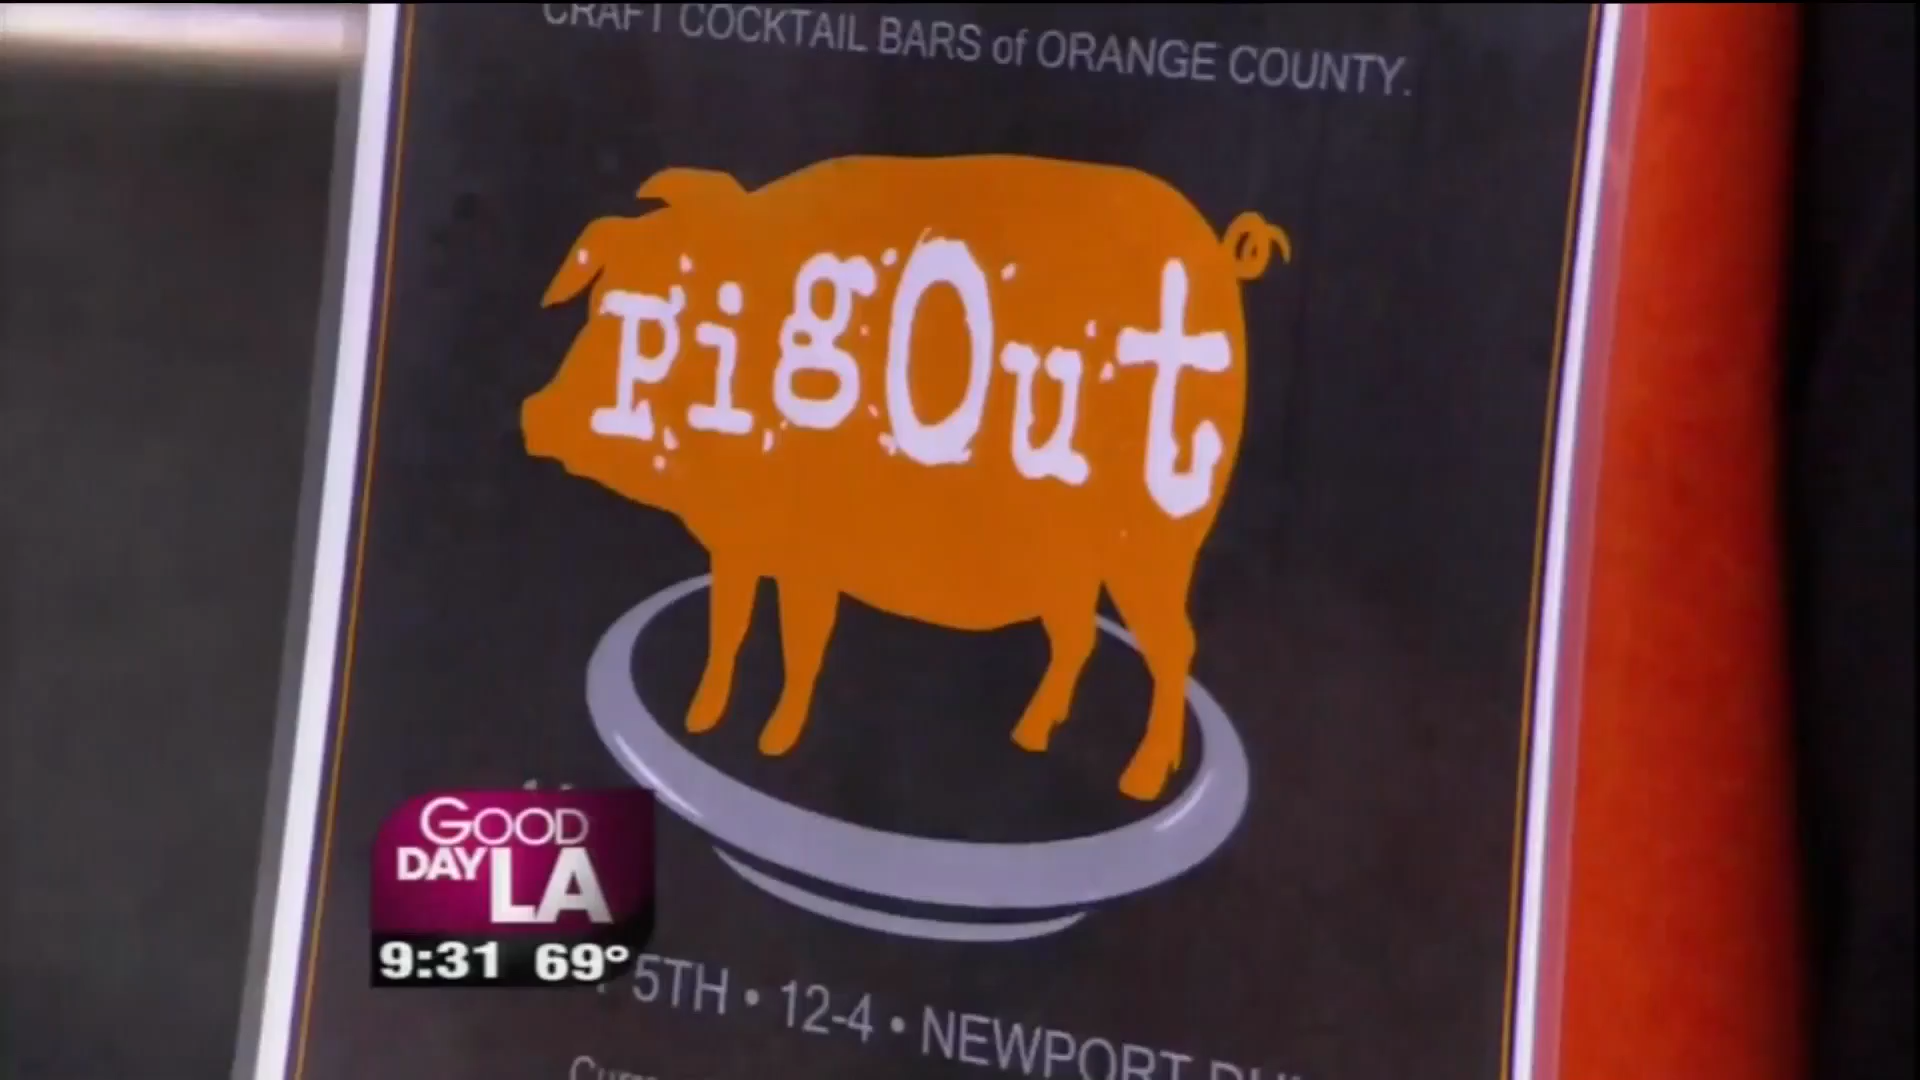 CRAFT COCKTAIL BARS of ORANGE COUNTY.
PigOut
GOOD
DAY LA
9:31 69°
5TH • 12-4 • NEWPORT